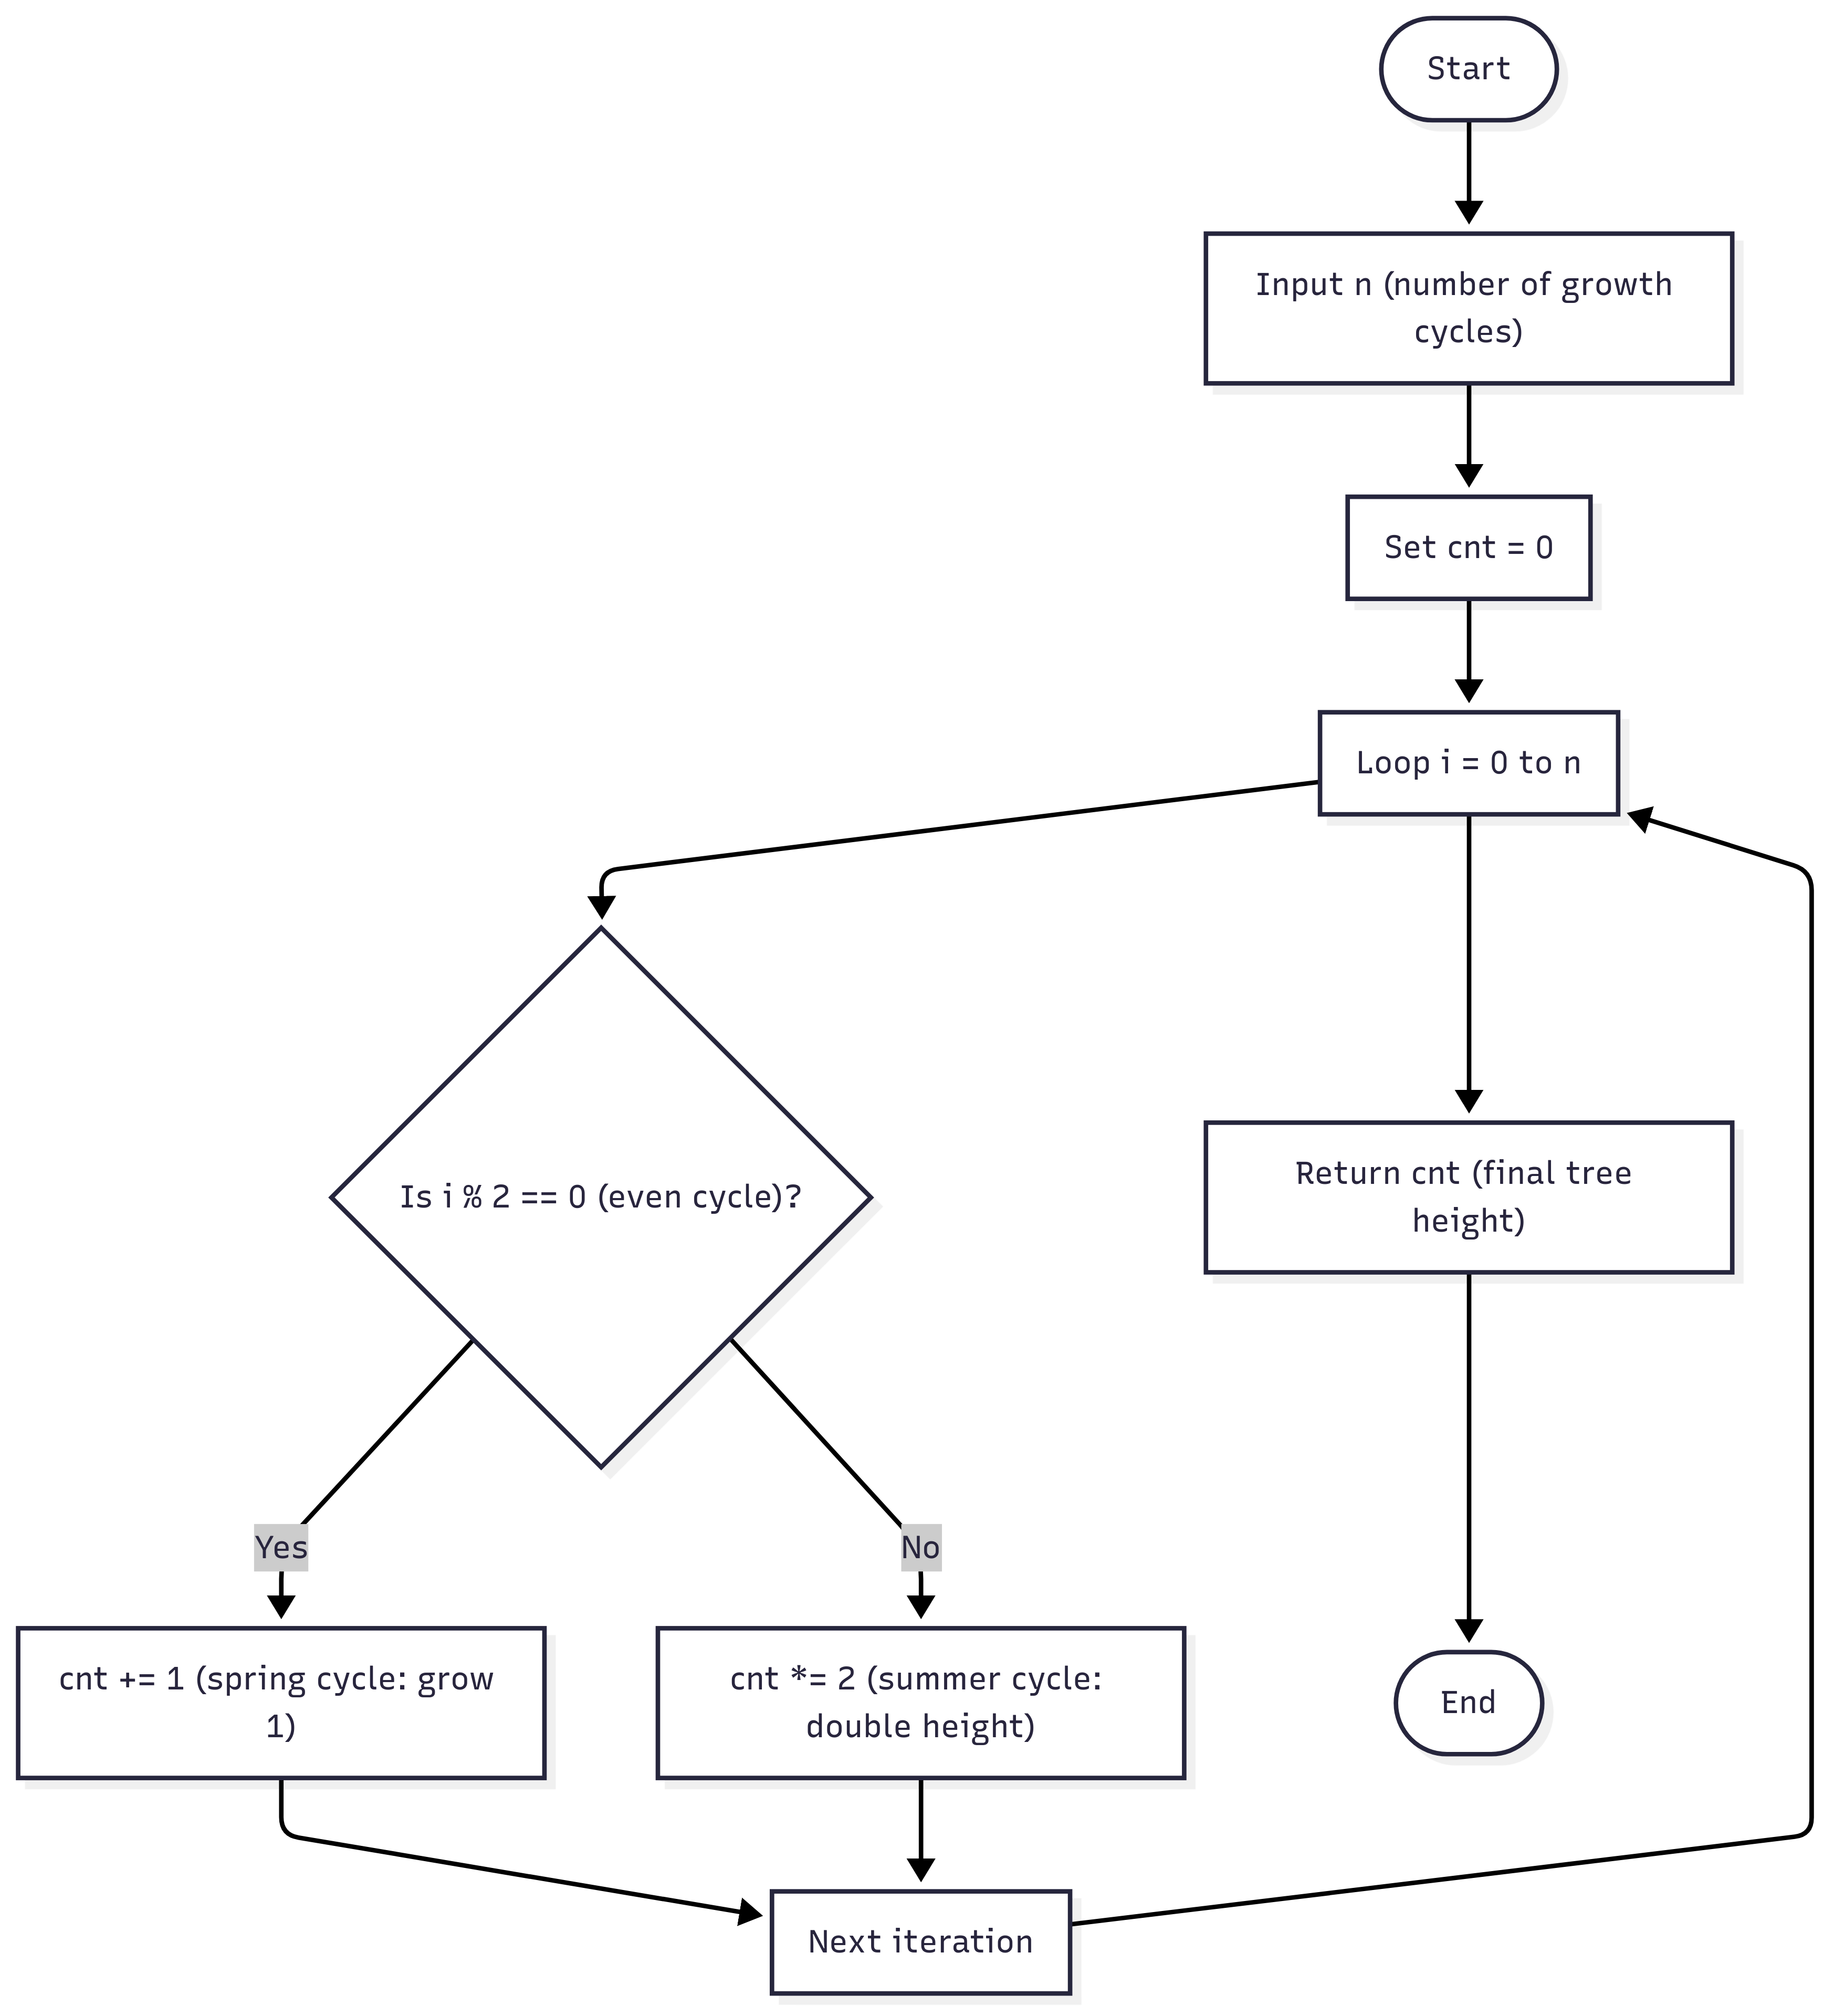 Start
Input n (number of growth
cycles)
Set cnt = 0
Loop i = 0 to n
Is i % 2 == 0 (even cycle)?
Return cnt (final tree
height)
Yes
No
cnt += 1 (spring cycle: grow
1)
cnt *= 2 (summer cycle:
double height)
End
Next iteration